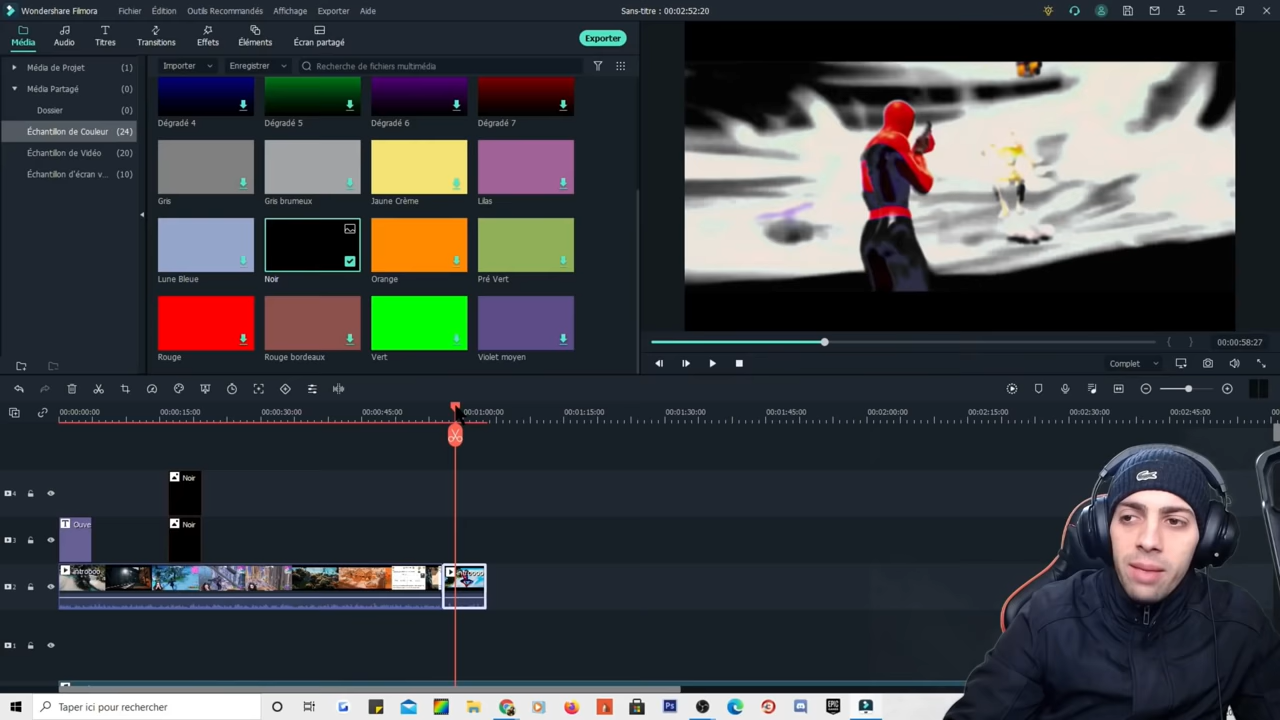 Wondershare Filmora
Fichier
Édition
Outils Recommandés
Affichage
Exporter
Aide
Sans-titre : 00:02:52:20
Média
Audio
Titres
Transitions
Effets
Éléments
Écran partagé
Exporter
Média de Projet (1)
Média Partagé (0)
Dossier (0)
Échantillon de Couleur (24)
Échantillon de Vidéo (20)
Échantillon d'écran v... (10)
Importer
Enregistrer
Recherche de fichiers multimédia
Dégradé 4
Dégradé 5
Dégradé 6
Dégradé 7
Gris
Gris brumeux
Jaune Crème
Lilas
Lune Bleue
Noir
Orange
Pré Vert
Rouge
Rouge bordeaux
Vert
Violet moyen
00:00:58:27
Complet
00:00:00:00
00:00:15:00
00:00:30:00
00:00:45:00
00:01:00:00
00:01:15:00
00:01:30:00
00:01:45:00
00:02:00:00
00:02:15:00
00:02:30:00
00:02:45:00
4
Noir
3
T Ouve
Noir
2
1
Taper ici pour rechercher
Ps
EPIC